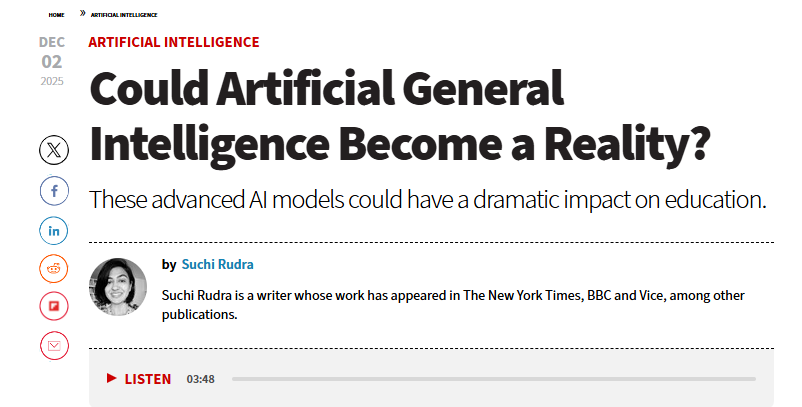 HOME » ARTIFICIAL INTELLIGENCE
DEC
02
2025
ARTIFICIAL INTELLIGENCE
Could Artificial General
Intelligence Become a Reality?
These advanced AI models could have a dramatic impact on education.
by Suchi Rudra
Suchi Rudra is a writer whose work has appeared in The New York Times, BBC and Vice, among other
publications.
LISTEN 03:48